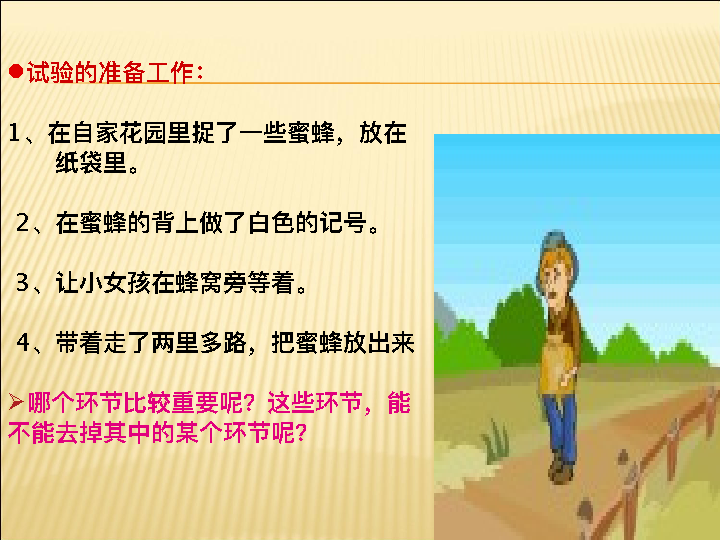 ●试验的准备工作：
1、在自家花园里捉了一些蜜蜂，放在
纸袋里。
2、在蜜蜂的背上做了白色的记号。
3、让小女孩在蜂窝旁等着。
4、带着走了两里多路，把蜜蜂放出来
➢哪个环节比较重要呢？这些环节，能
不能去掉其中的某个环节呢？